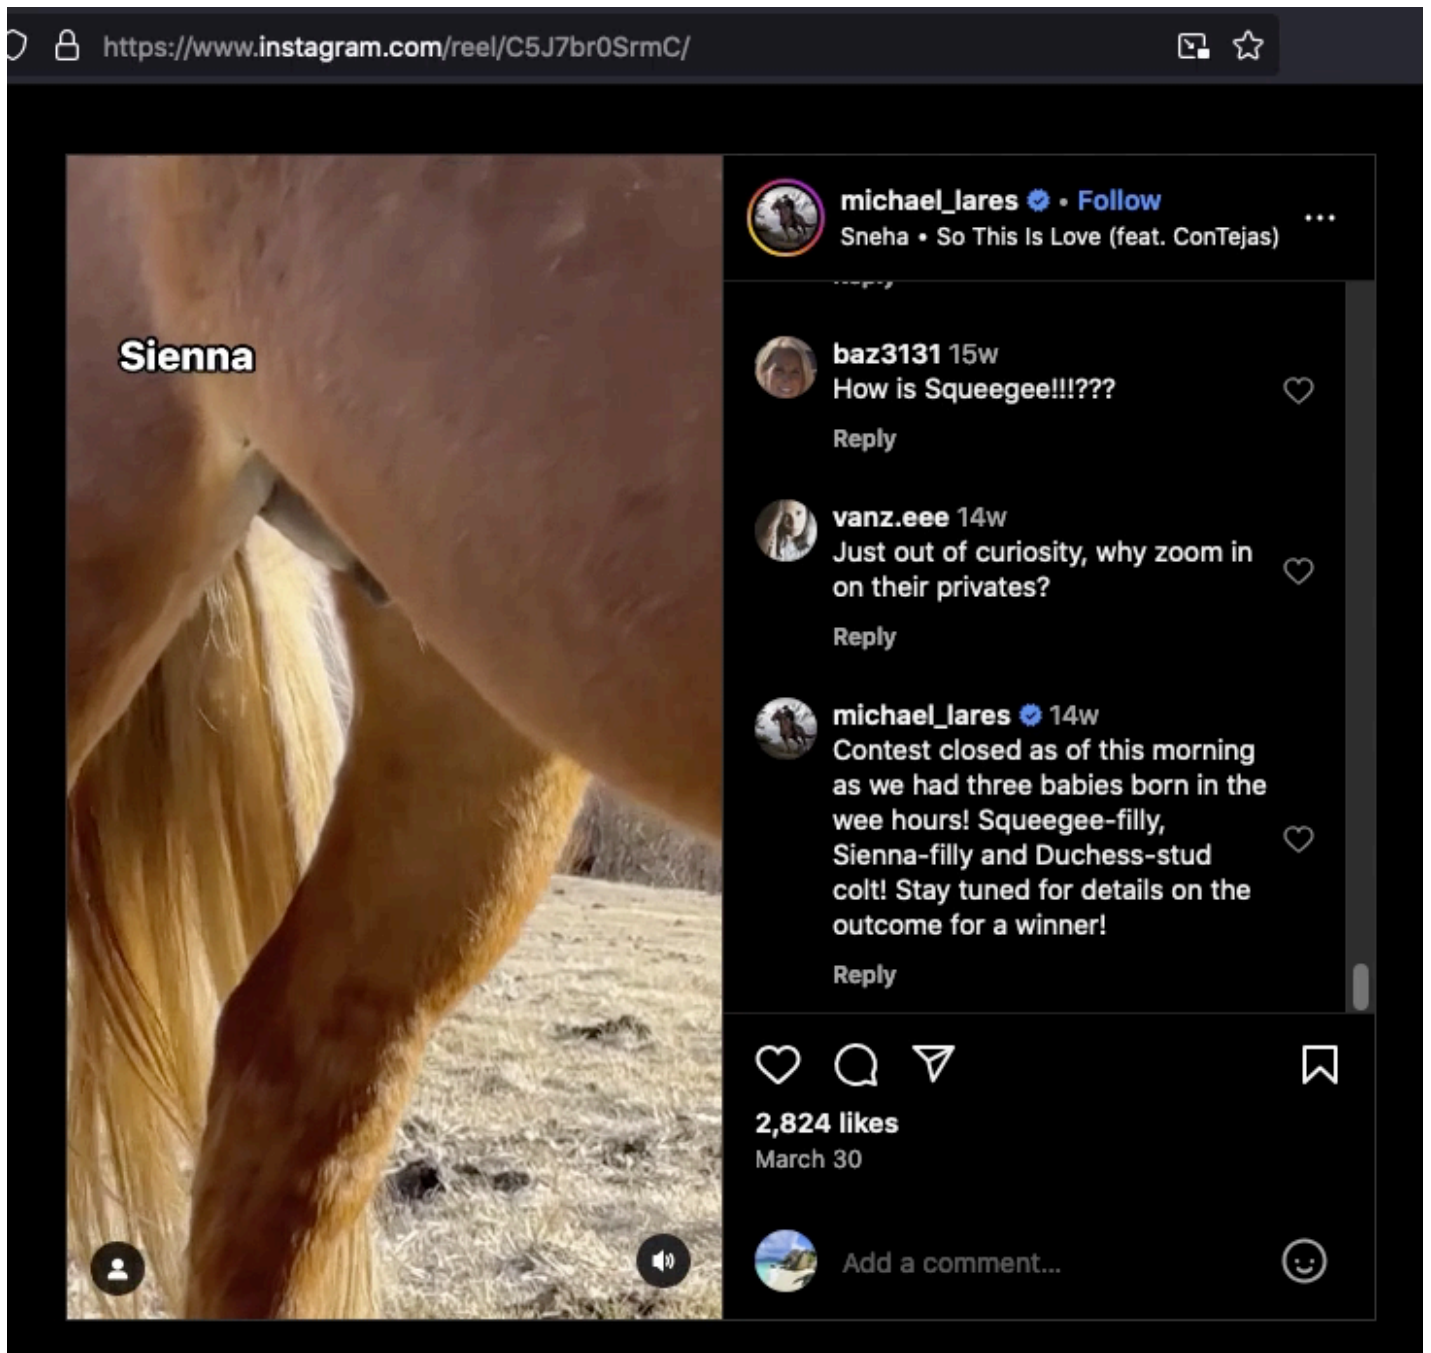 https://www.instagram.com/reel/C5J7br0SrmC/
Sienna
michael_lares • Follow
Sneha • So This Is Love (feat. ConTejas)
Reply
baz3131 15w
How is Squeegee!!!???
Reply
vanz.eee 14w
Just out of curiosity, why zoom in
on their privates?
Reply
michael_lares 14w
Contest closed as of this morning
as we had three babies born in the
wee hours! Squeegee-filly,
Sienna-filly and Duchess-stud
colt! Stay tuned for details on the
outcome for a winner!
Reply
2,824 likes
March 30
Add a comment...